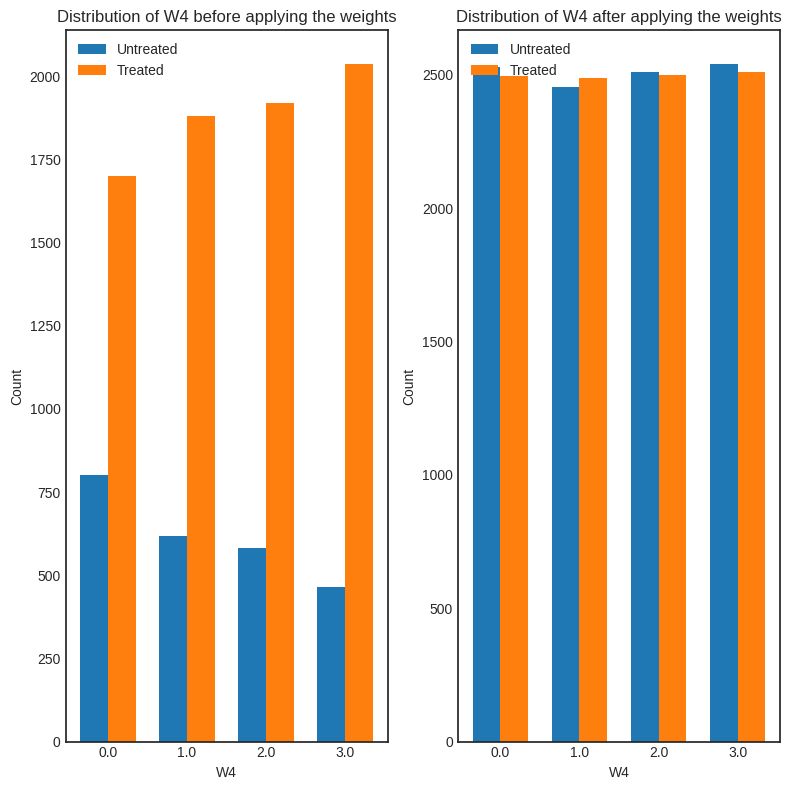 Distribution of W4 before applying the weights
Untreated
Treated
2000
1750
1500
1250
1000
750
500
250
0
Count
0.0 1.0 2.0 3.0
W4
Distribution of W4 after applying the weights
Untreated
Treated
2500
2000
1500
1000
500
0
Count
0.0 1.0 2.0 3.0
W4